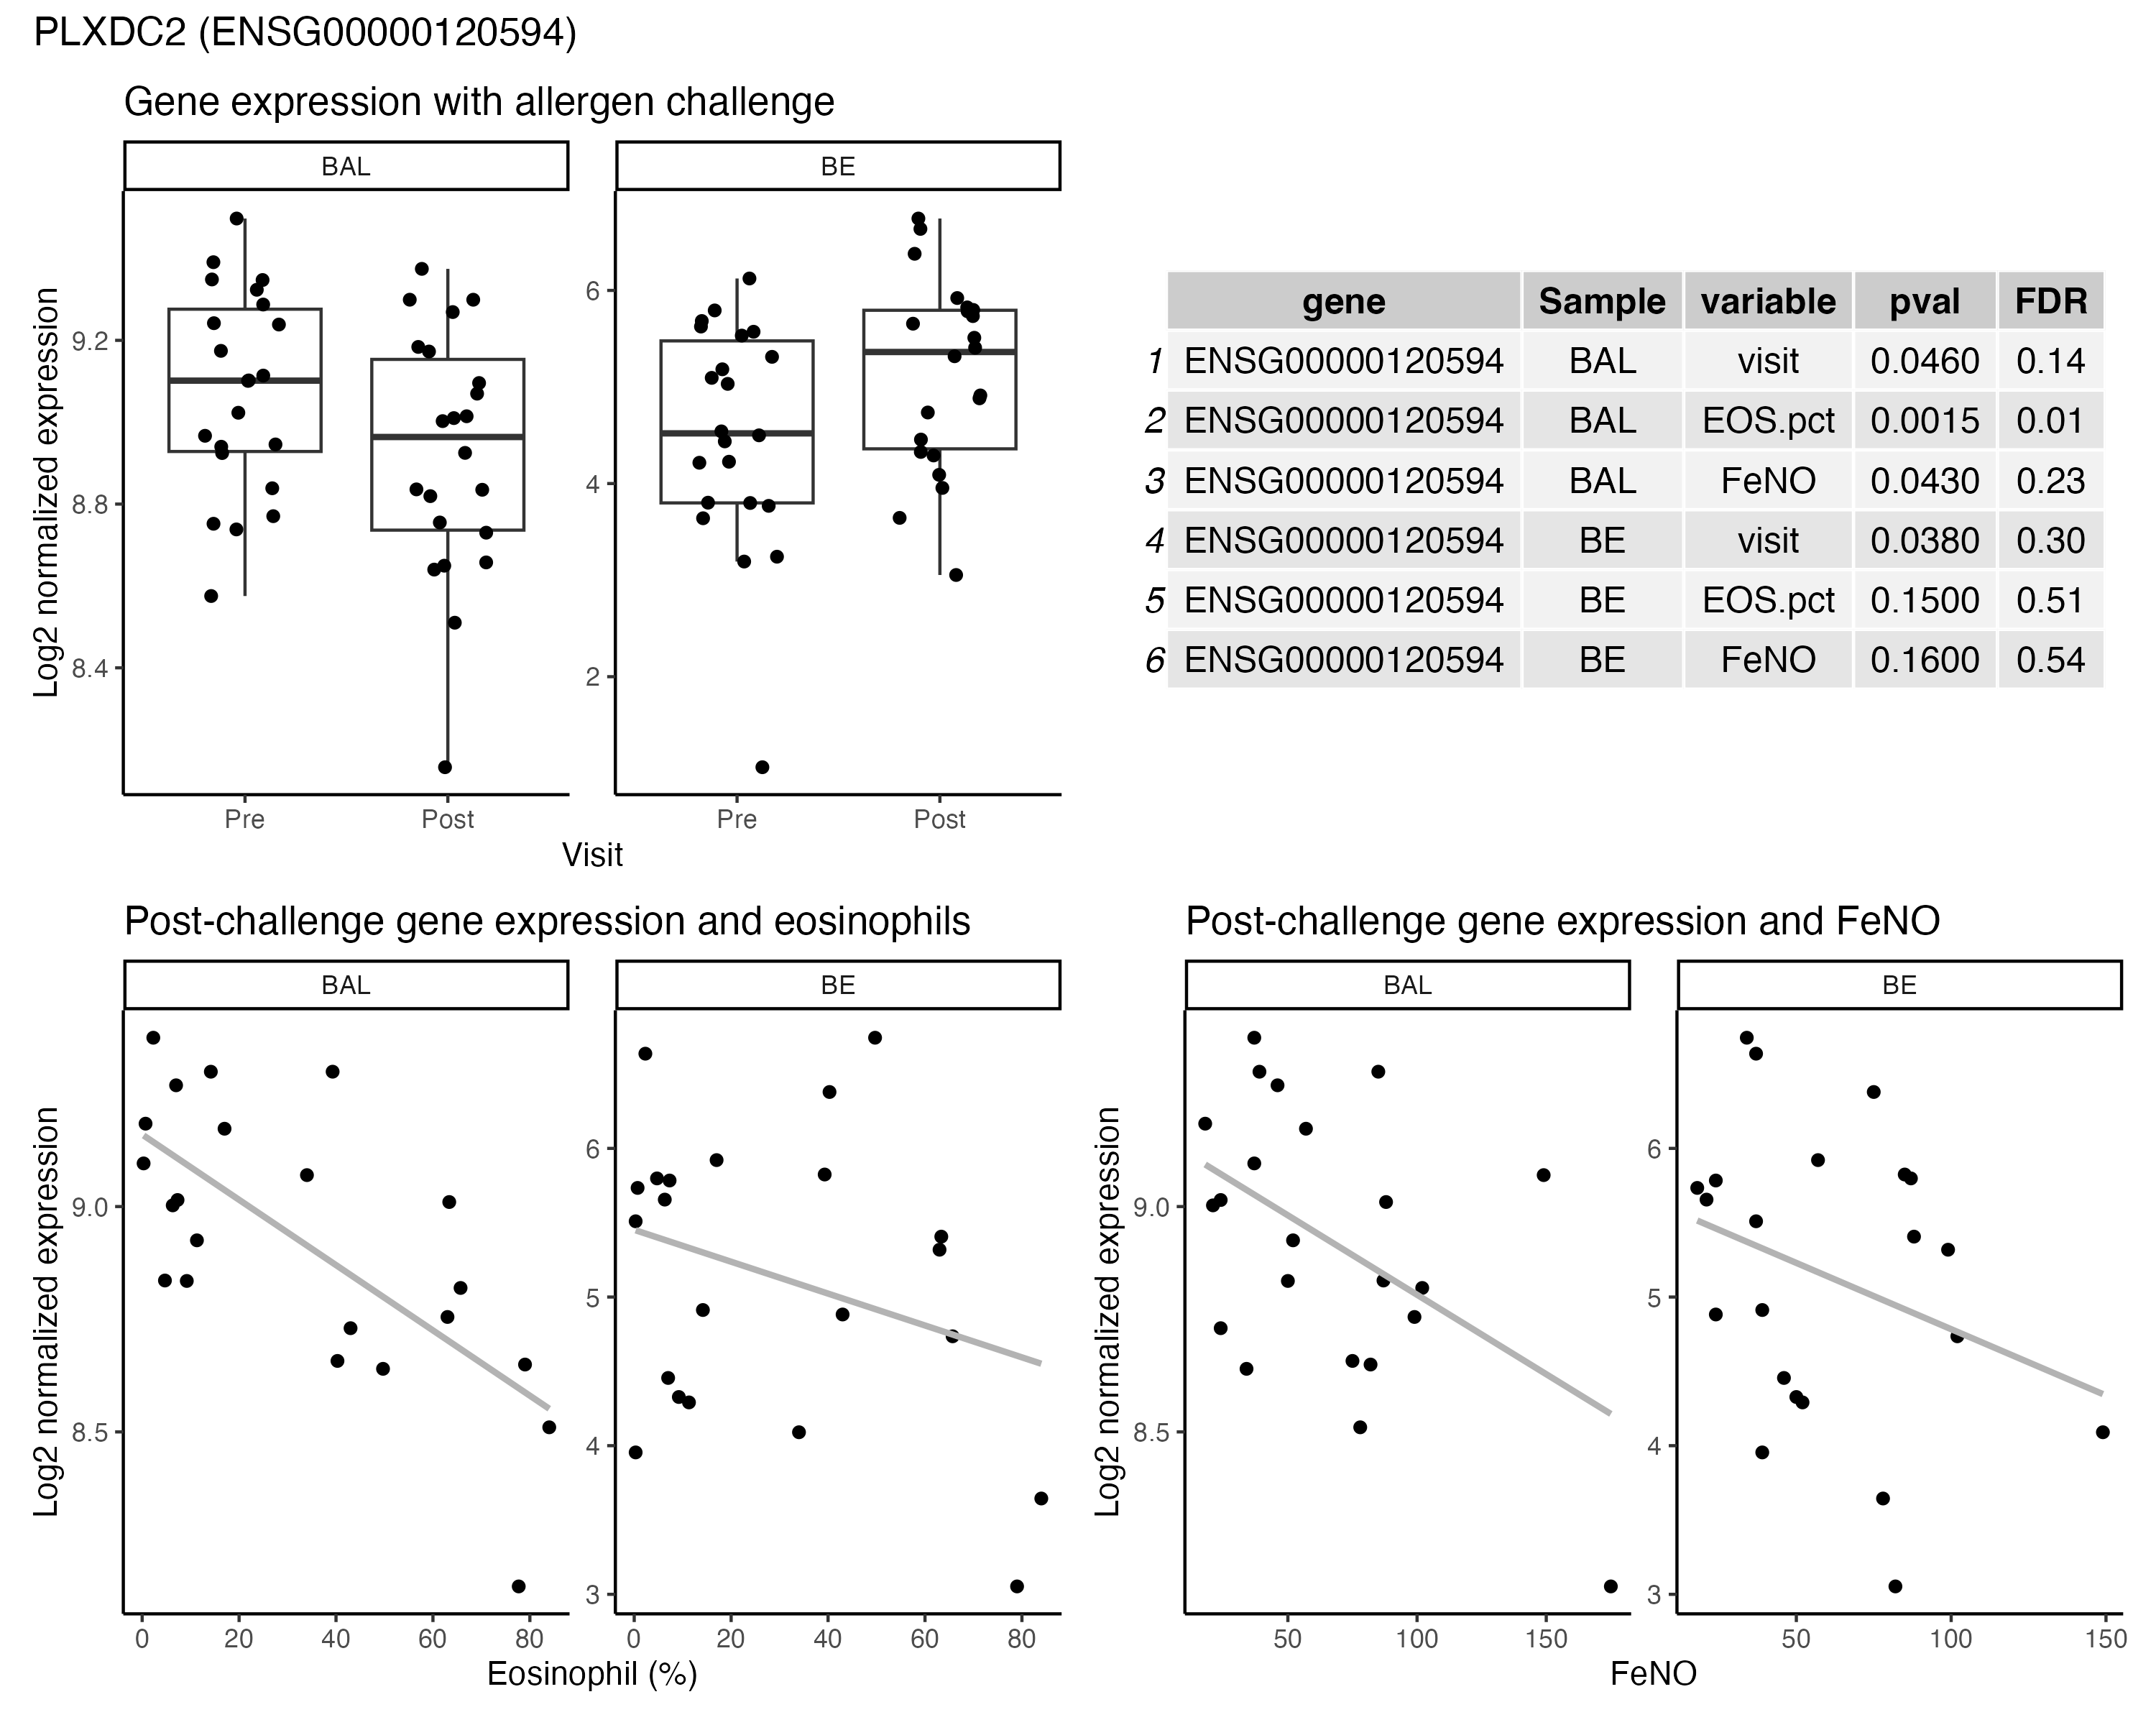 PLXDC2 (ENSG00000120594)
Gene expression with allergen challenge
BAL BE
Log2 normalized expression
9.2
8.8
8.4
6
4
2
Pre Post Pre Post
Visit
gene Sample variable pval FDR
1 ENSG00000120594 BAL visit 0.0460 0.14
2 ENSG00000120594 BAL EOS.pct 0.0015 0.01
3 ENSG00000120594 BAL FeNO 0.0430 0.23
4 ENSG00000120594 BE visit 0.0380 0.30
5 ENSG00000120594 BE EOS.pct 0.1500 0.51
6 ENSG00000120594 BE FeNO 0.1600 0.54
Post-challenge gene expression and eosinophils
BAL BE
Log2 normalized expression
9.0
8.5
6
5
4
3
0 20 40 60 80 0 20 40 60 80
Eosinophil (%)
Post-challenge gene expression and FeNO
BAL BE
Log2 normalized expression
9.0
8.5
6
5
4
3
50 100 150 50 100 150
FeNO